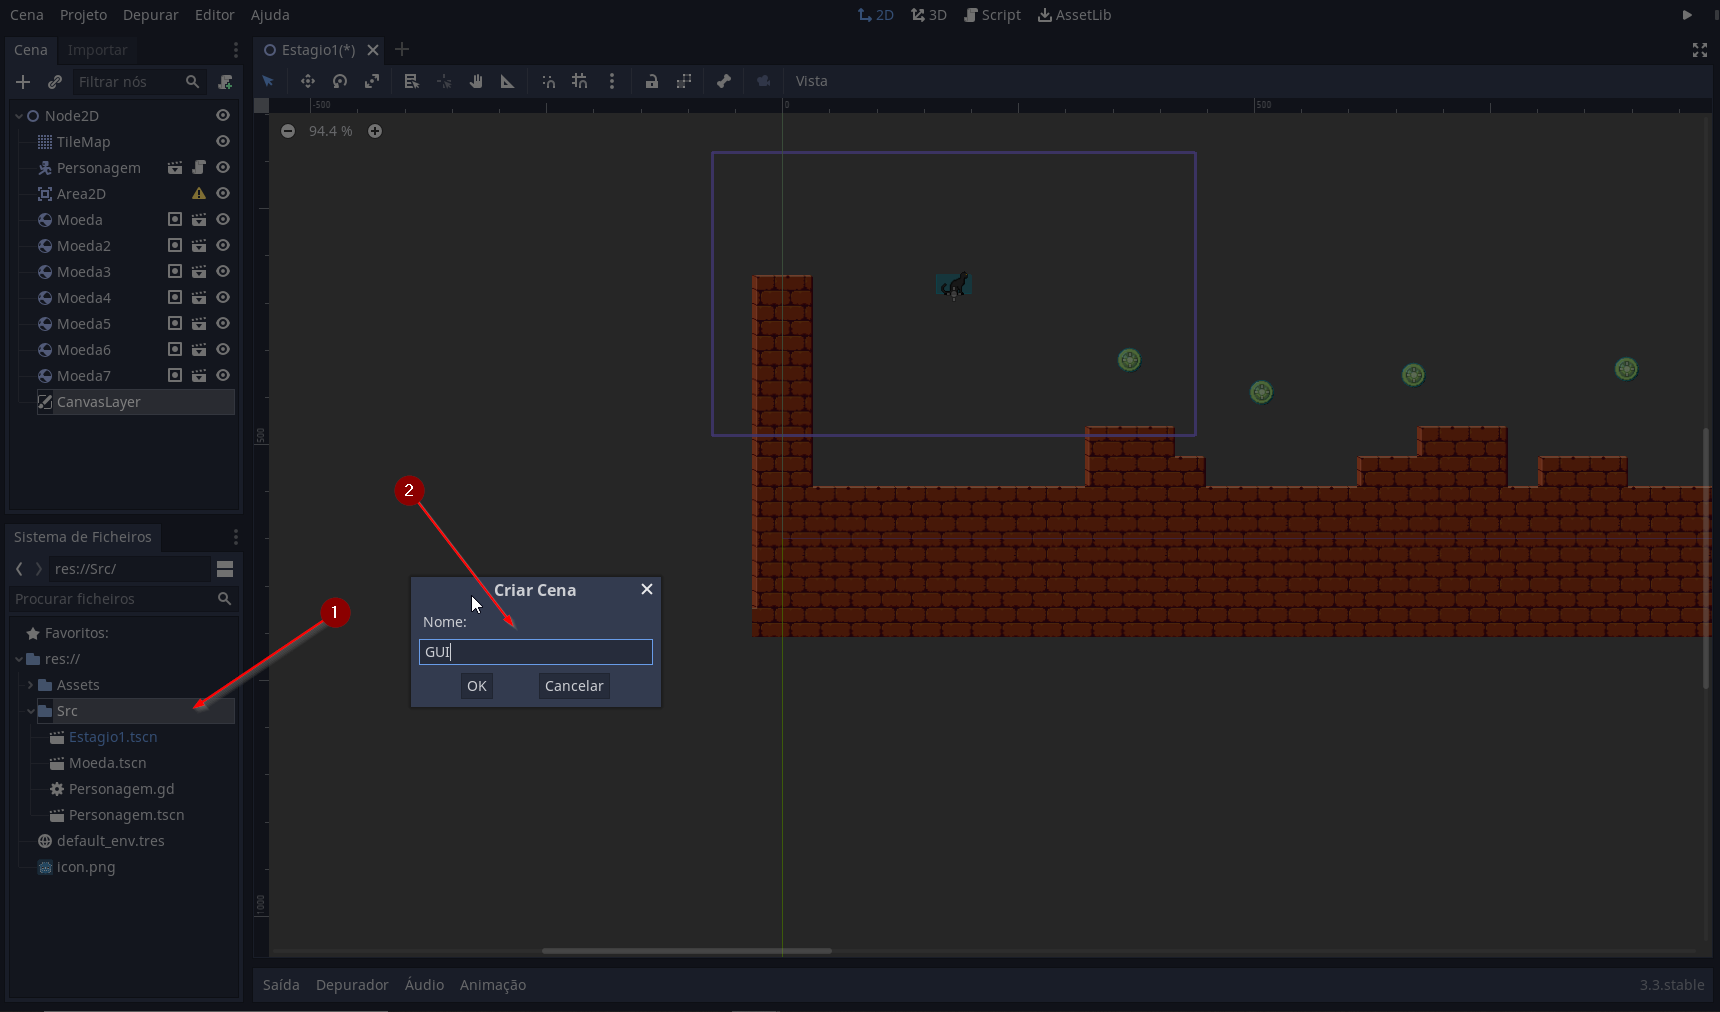 Cena Projeto Depurar Editor Ajuda
2D 3D Script AssetLib
Cena Importar
Estagio1(*)
Filtrar nós
Vista
-500 0 500
94.4 %
Node2D
TileMap
Personagem
Area2D
Moeda
Moeda2
Moeda3
Moeda4
Moeda5
Moeda6
Moeda7
CanvasLayer
500
1000
Sistema de Ficheiros
res://Src/
Procurar ficheiros
Favoritos:
res://
Assets
Src
Estagio1.tscn
Moeda.tscn
Personagem.gd
Personagem.tscn
default_env.tres
icon.png
1
2
Criar Cena
Nome:
GUI
OK Cancelar
Saída Depurador Áudio Animação
3.3.stable